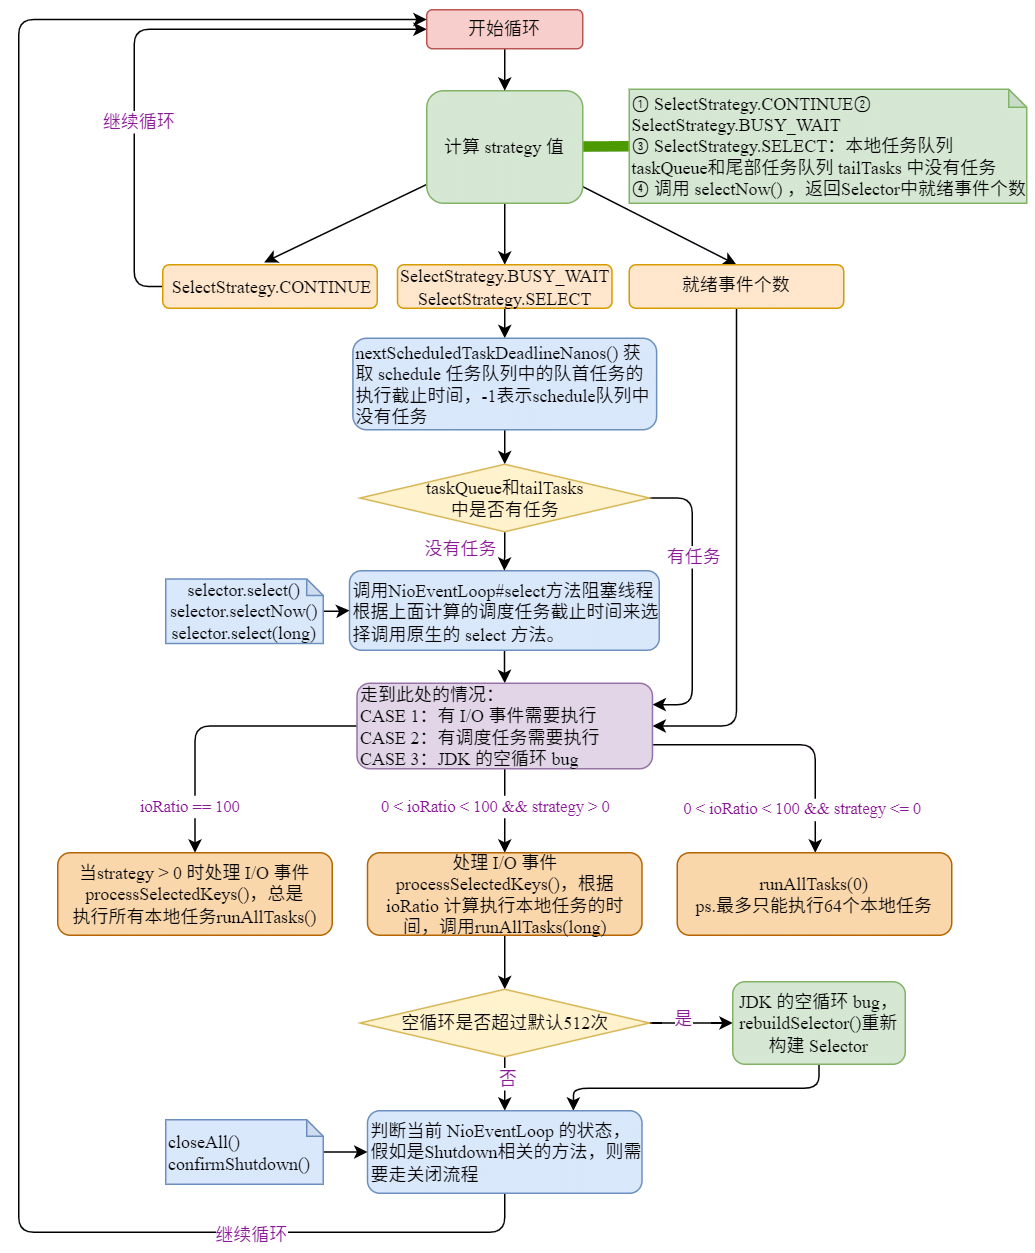 开始循环
继续循环
计算 strategy 值
① SelectStrategy.CONTINUE②
SelectStrategy.BUSY_WAIT
③ SelectStrategy.SELECT：本地任务队列
taskQueue和尾部任务队列 tailTasks 中没有任务
④ 调用 selectNow() ，返回Selector中就绪事件个数
SelectStrategy.CONTINUE
SelectStrategy.BUSY_WAIT
SelectStrategy.SELECT
就绪事件个数
nextScheduledTaskDeadlineNanos() 获
取 schedule 任务队列中的队首任务的
执行截止时间，-1表示schedule队列中
没有任务
taskQueue和tailTasks
中是否有任务
没有任务
有任务
selector.select()
selector.selectNow()
selector.select(long)
调用NioEventLoop#select方法阻塞线程
根据上面计算的调度任务截止时间来选
择调用原生的 select 方法。
走到此处的情况：
CASE 1：有 I/O 事件需要执行
CASE 2：有调度任务需要执行
CASE 3：JDK 的空循环 bug
ioRatio == 100
0 < ioRatio < 100 && strategy > 0
0 < ioRatio < 100 && strategy <= 0
当strategy > 0 时处理 I/O 事件
processSelectedKeys()，总是
执行所有本地任务runAllTasks()
处理 I/O 事件
processSelectedKeys()，根据
ioRatio 计算执行本地任务的时
间，调用runAllTasks(long)
runAllTasks(0)
ps.最多只能执行64个本地任务
空循环是否超过默认512次
是
JDK 的空循环 bug，
rebuildSelector()重新
构建 Selector
否
closeAll()
confirmShutdown()
判断当前 NioEventLoop 的状态，
假如是Shutdown相关的方法，则需
要走关闭流程
继续循环